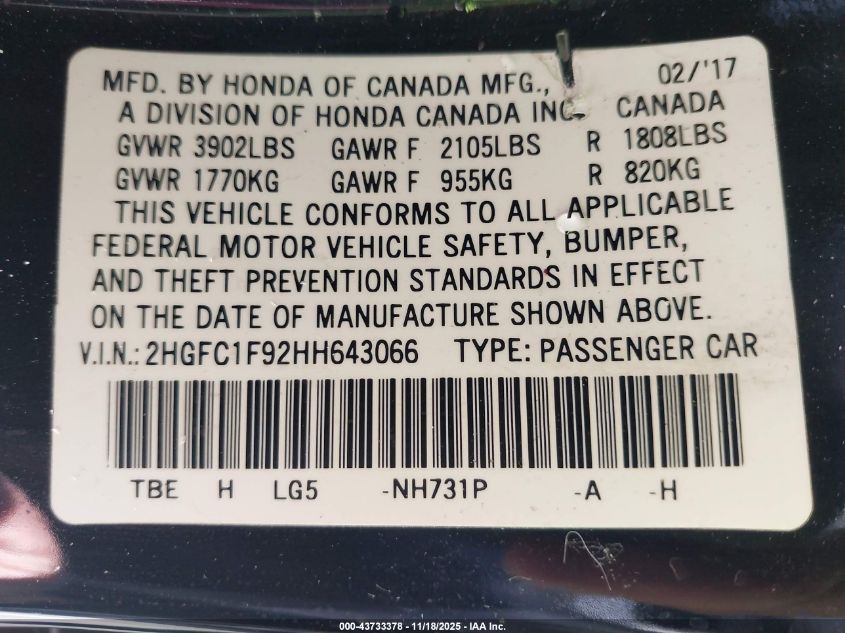 MFD. BY HONDA OF CANADA MFG., 02/'17
A DIVISION OF HONDA CANADA INC. CANADA
GVWR 3902LBS GAWR F 2105LBS R 1808LBS
GVWR 1770KG GAWR F 955KG R 820KG
THIS VEHICLE CONFORMS TO ALL APPLICABLE
FEDERAL MOTOR VEHICLE SAFETY, BUMPER,
AND THEFT PREVENTION STANDARDS IN EFFECT
ON THE DATE OF MANUFACTURE SHOWN ABOVE.
V.I.N.: 2HGFC1F92HH643066 TYPE: PASSENGER CAR
TBE H LG5 -NH731P -A -H
000-43733378 - 11/18/2025 - IAA Inc.